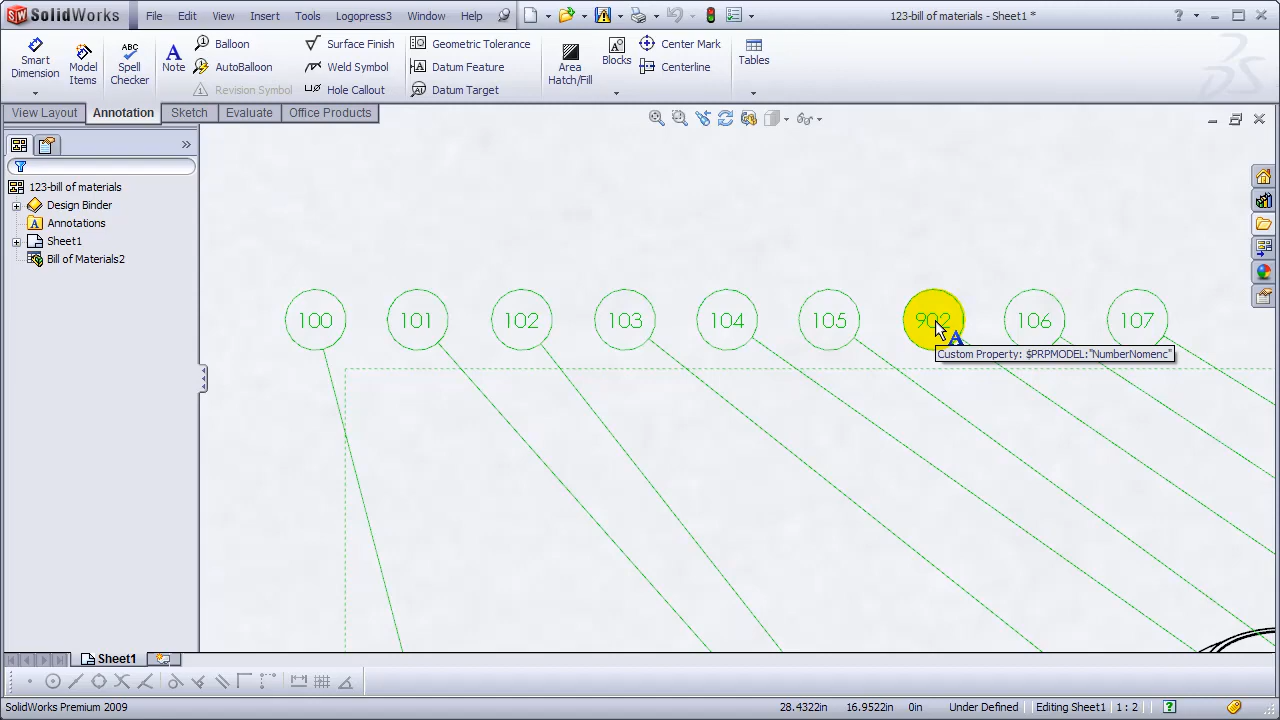 SolidWorks File Edit View Insert Tools Logopress3 Window Help 123-bill of materials - Sheet1 *
Smart Dimension
Model Items
ABC
Spell Checker
A
Note
Balloon
AutoBalloon
Revision Symbol
Surface Finish
Weld Symbol
Hole Callout
Geometric Tolerance
Datum Feature
Datum Target
Area Hatch/Fill
Blocks
Center Mark
Centerline
Tables
View Layout Annotation Sketch Evaluate Office Products
123-bill of materials
Design Binder
Annotations
Sheet1
Bill of Materials2
100 101 102 103 104 105 902 106 107
Custom Property: $PRPMODEL:"NumberNomenc"
Sheet1
SolidWorks Premium 2009 28.4322in 16.9522in 0in Under Defined Editing Sheet1 1 : 2